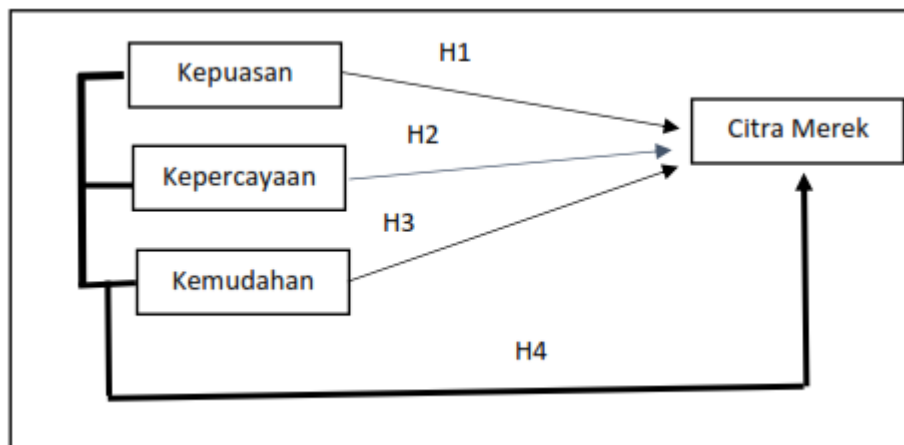 H1
Kepuasan
Citra Merek
H2
Kepercayaan
H3
Kemudahan
H4